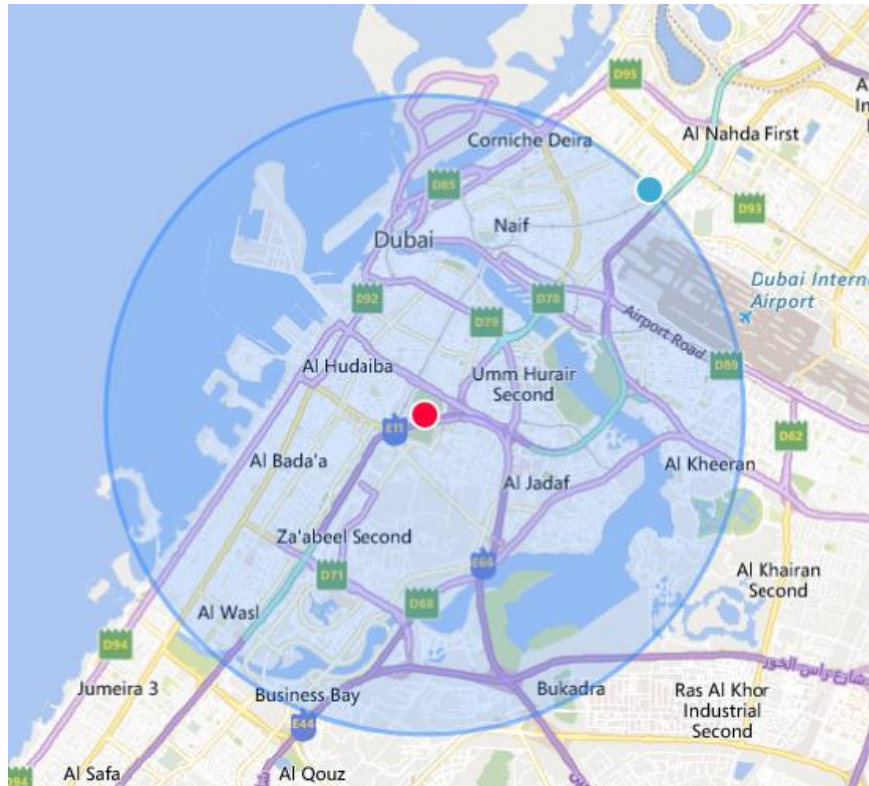 D95
Al Nahda First
Corniche Deira
D85
D93
Naif
Dubai
Dubai Intern
Airport
D92
D78
D79
Airport Road
Al Hudaiba
Umm Hurair
Second
D89
E11
D62
Al Bada'a
Al Kheeran
Al Jadaf
Za'abeel Second
E66
D71
Al Khairan
Second
D68
Al Wasl
D94
شارع راس الخور
Jumeira 3
Business Bay
Bukadra
Ras Al Khor
Industrial
Second
E44
Al Safa
Al Qouz
D94